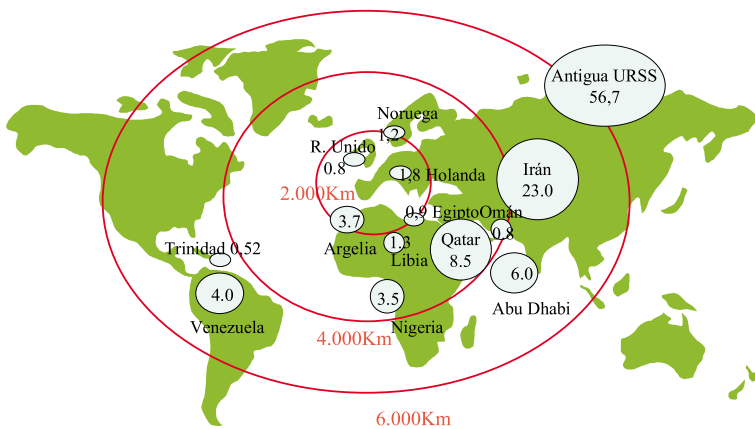 Antigua URSS
56,7
Noruega
1,2
R. Unido
0.8
1,8 Holanda
Irán
23.0
2.000Km
0,9 Egipto
Omán
0.8
3.7
Argelia
1.3
Libia
Qatar
8.5
Trinidad 0,52
6.0
Abu Dhabi
4.0
Venezuela
3.5
Nigeria
4.000Km
6.000Km